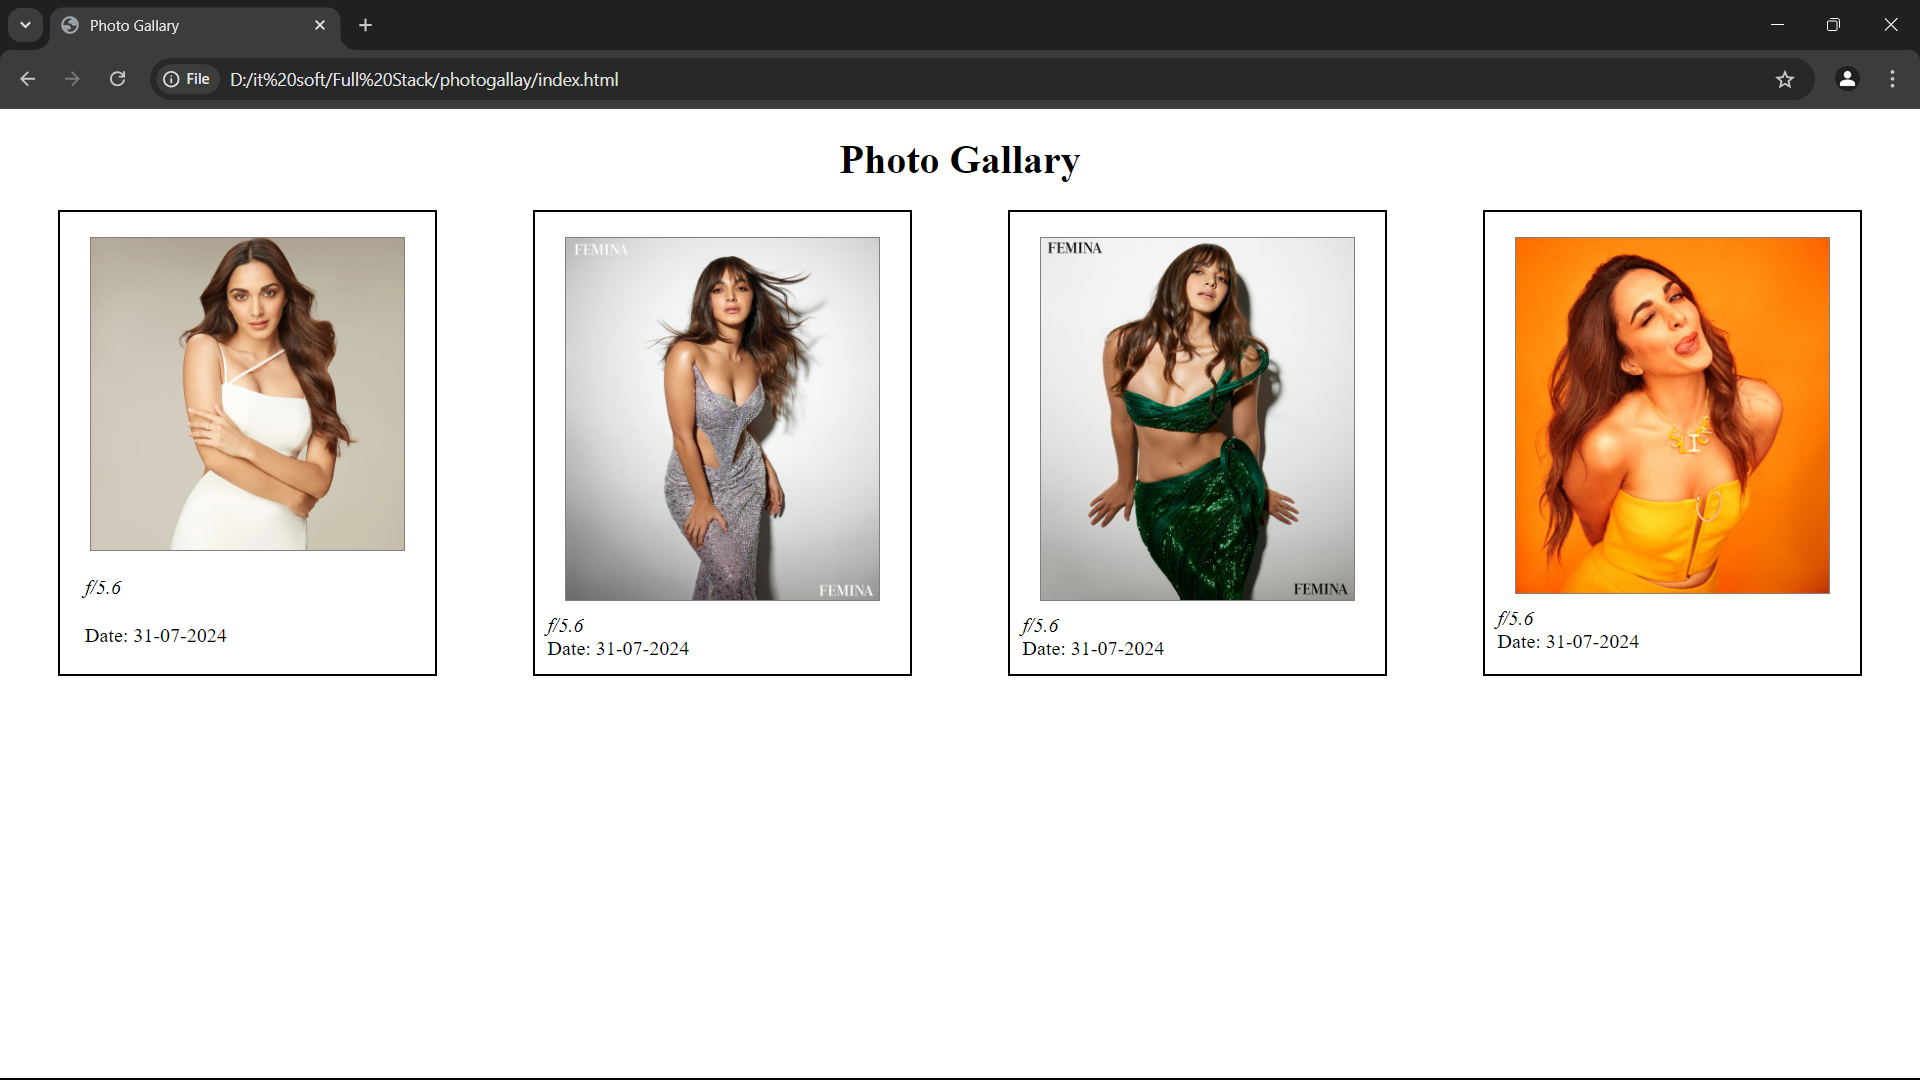 Photo Gallary
File D:/it%20soft/Full%20Stack/photogallay/index.html
Photo Gallary
f/5.6
Date: 31-07-2024
FEMINA
FEMINA
f/5.6
Date: 31-07-2024
FEMINA
FEMINA
f/5.6
Date: 31-07-2024
SLICE
f/5.6
Date: 31-07-2024